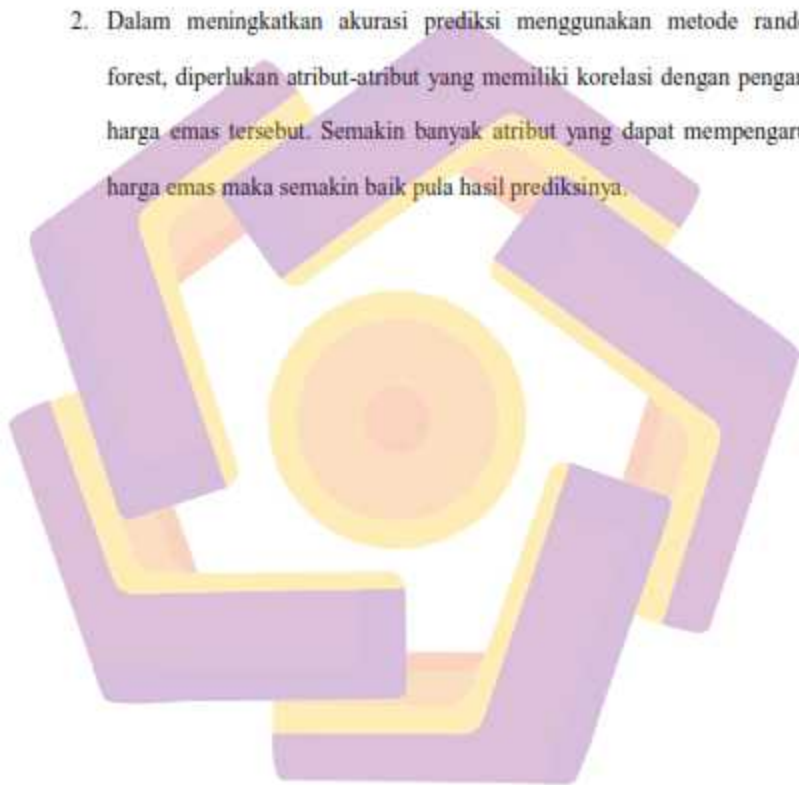 2. Dalam meningkatkan akurasi prediksi menggunakan metode rand
forest, diperlukan atribut-atribut yang memiliki korelasi dengan pengar
harga emas tersebut. Semakin banyak atribut yang dapat mempengar
harga emas maka semakin baik pula hasil prediksinya.